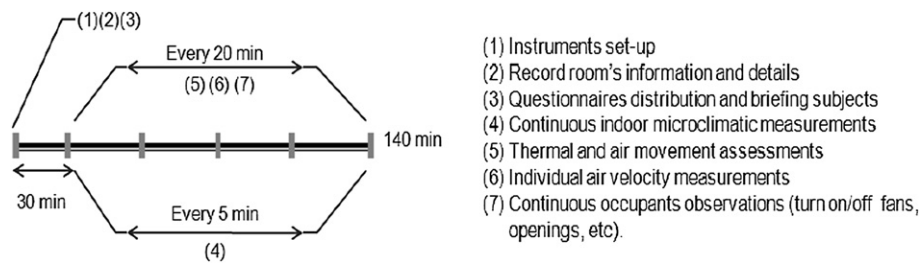 (1)(2)(3)
Every 20 min
(5) (6) (7)
140 min
30 min
Every 5 min
(4)
(1) Instruments set-up
(2) Record room's information and details
(3) Questionnaires distribution and briefing subjects
(4) Continuous indoor microclimatic measurements
(5) Thermal and air movement assessments
(6) Individual air velocity measurements
(7) Continuous occupants observations (turn on/off fans,
openings, etc).